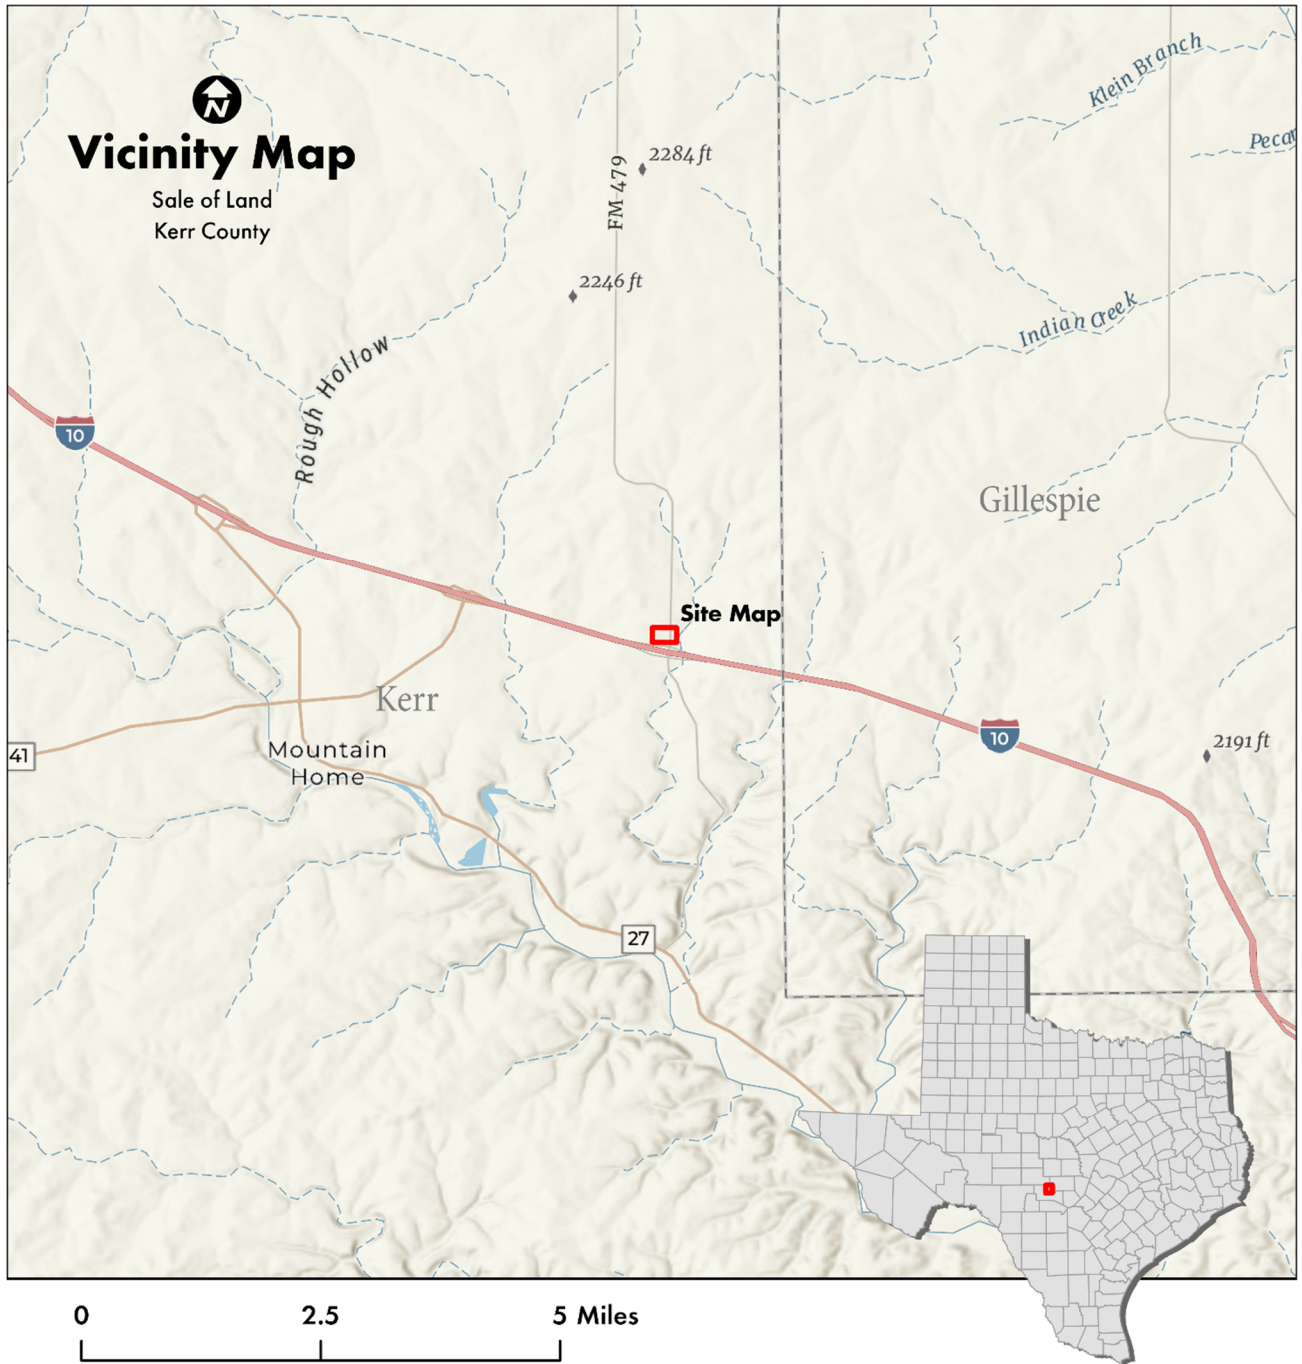 N
Vicinity Map
Sale of Land
Kerr County
Klein Branch
Pecan
2284 ft
FM 479
2246 ft
Indian Creek
Rough Hollow
10
Gillespie
Site Map
Kerr
10
2191 ft
41
Mountain
Home
27
0 2.5 5 Miles